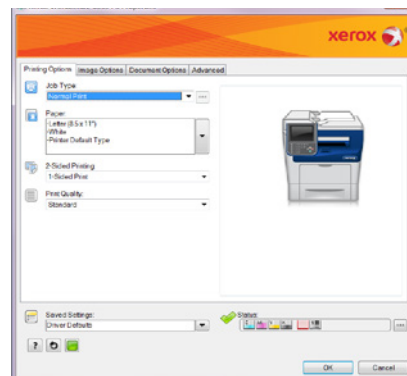 xerox
Printing Options Image Options Document Options Advanced
Job Type
Normal Print
Paper:
-Letter (8.5 x 11")
-White
-Printer Default Type
2-Sided Printing:
1-Sided Print
Print Quality:
Standard
Saved Settings:
Driver Defaults
Status:
OK Cancel